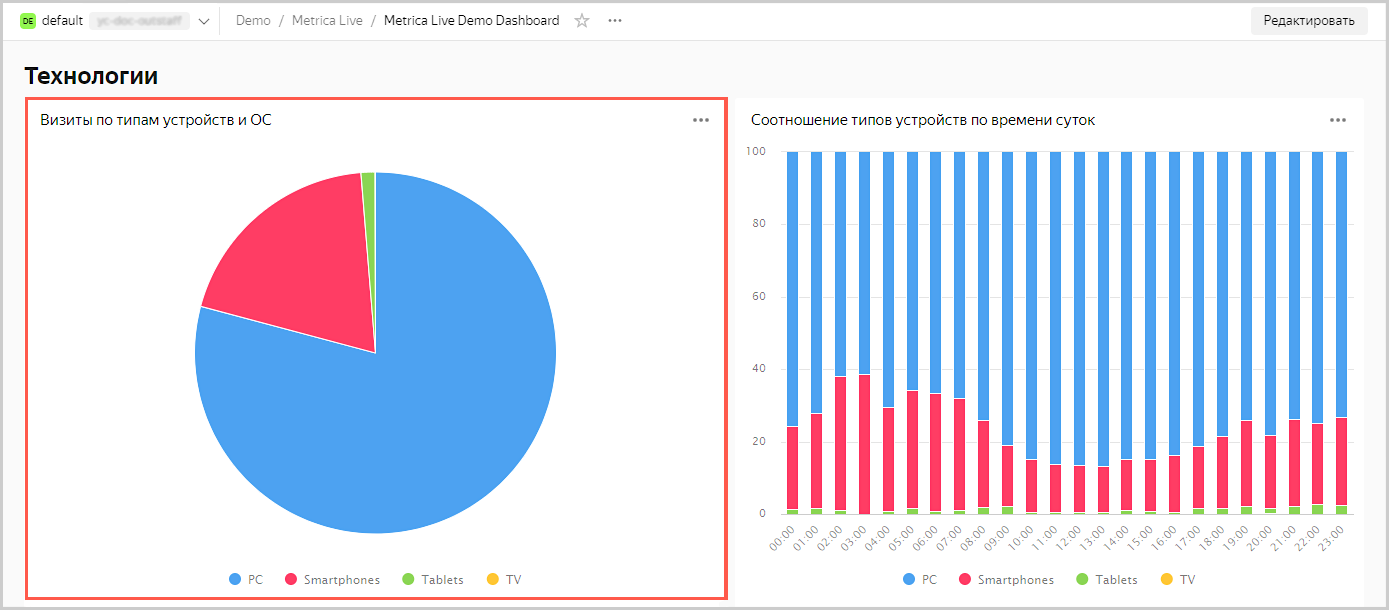 DE default
Demo / Metrica Live / Metrica Live Demo Dashboard
Редактировать
Технологии
Визиты по типам устройств и ОС
PC Smartphones Tablets TV
Соотношение типов устройств по времени суток
100
80
60
40
20
0
00:00 01:00 02:00 03:00 04:00 05:00 06:00 07:00 08:00 09:00 10:00 11:00 12:00 13:00 14:00 15:00 16:00 17:00 18:00 19:00 20:00 21:00 22:00 23:00
PC Smartphones Tablets TV